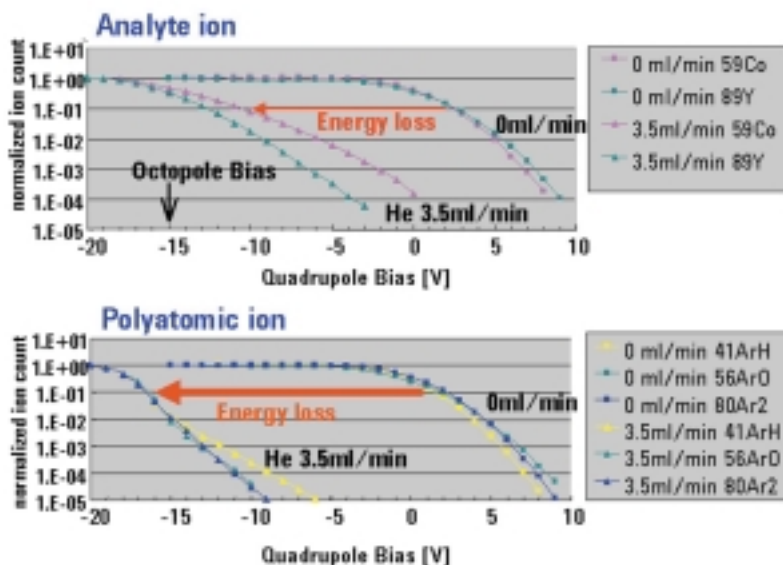 Analyte ion
normalized ion count
1.E+01
1.E+00
1.E-01
1.E-02
1.E-03
1.E-04
1.E-05
Energy loss
0ml/min
Octopole Bias
He 3.5ml/min
-20 -15 -10 -5 0 5 10
Quadrupole Bias [V]
0 ml/min 59Co
0 ml/min 89Y
3.5ml/min 59Co
3.5ml/min 89Y
Polyatomic ion
normalized ion count
1.E+01
1.E+00
1.E-01
1.E-02
1.E-03
1.E-04
1.E-05
Energy loss
0ml/min
He 3.5ml/min
-20 -15 -10 -5 0 5 10
Quadrupole Bias [V]
0 ml/min 41ArH
0 ml/min 56ArO
0 ml/min 80Ar2
3.5ml/min 41ArH
3.5ml/min 56ArO
3.5ml/min 80Ar2